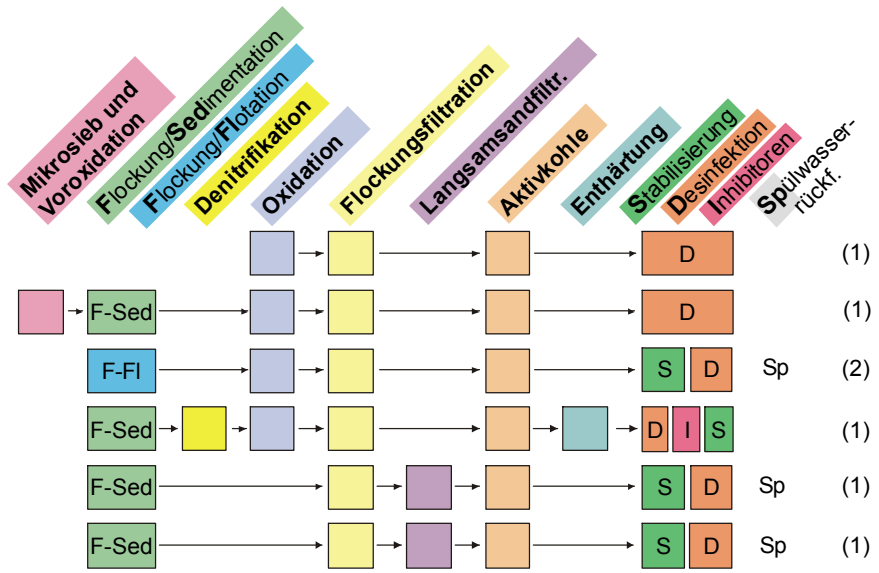 Mikrosieb und
Voroxidation
Flockung/Sedimentation
Flockung/Flotation
Denitrifikation
Oxidation
Flockungsfiltration
Langsamsandfiltr.
Aktivkohle
Enthärtung
Stabilisierung
Desinfektion
Inhibitoren
Spülwasser-
rückf.
D (1)
F-Sed D (1)
F-Fl S D Sp (2)
F-Sed D I S (1)
F-Sed S D Sp (1)
F-Sed S D Sp (1)